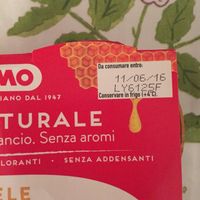 MO
IANO DAL 1947
Da consumare entro:
11/06/16
LY6125F
Conservare in frigo (+4°C).
TURALE
ancio. Senza aromi
LORANTI · SENZA ADDENSANTI
ELE